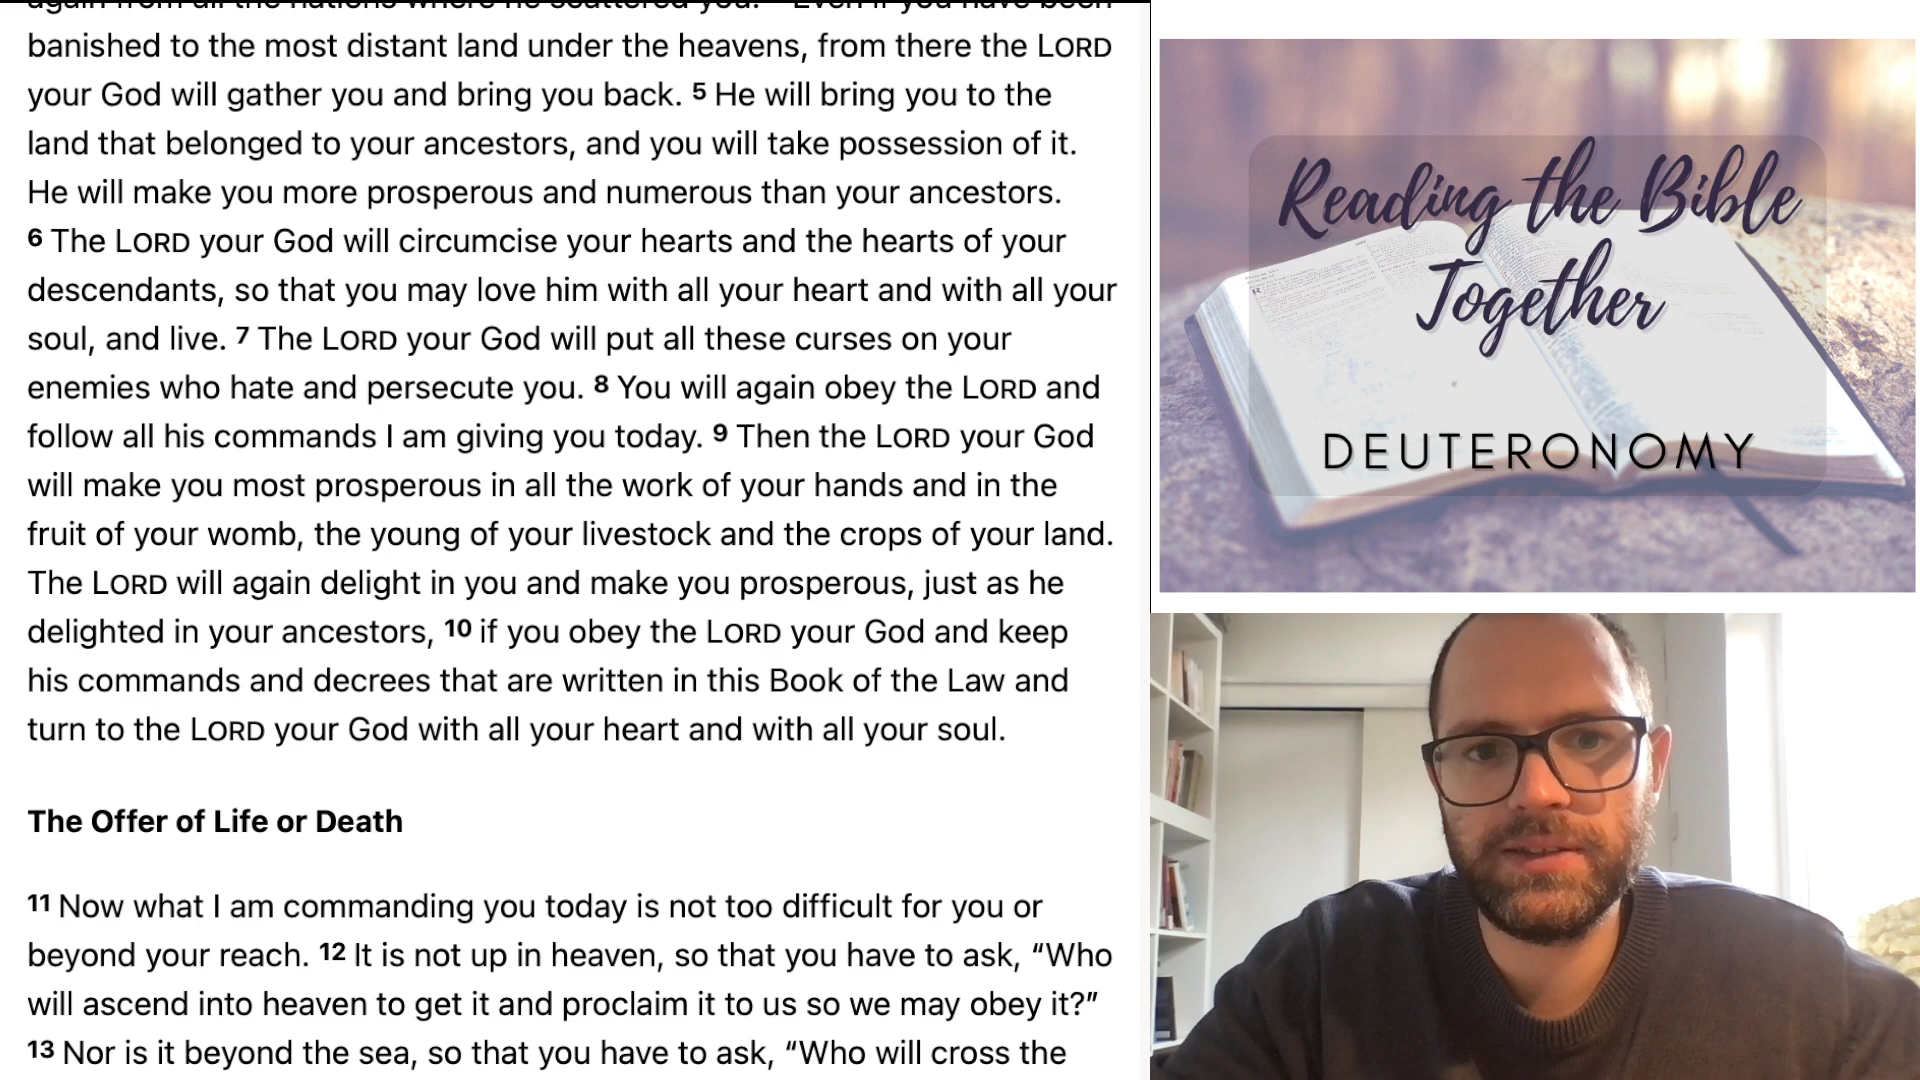 again from all the nations where he scattered you. Even if you have been
banished to the most distant land under the heavens, from there the LORD
your God will gather you and bring you back. 5 He will bring you to the
land that belonged to your ancestors, and you will take possession of it.
He will make you more prosperous and numerous than your ancestors.
6 The LORD your God will circumcise your hearts and the hearts of your
descendants, so that you may love him with all your heart and with all your
soul, and live. 7 The LORD your God will put all these curses on your
enemies who hate and persecute you. 8 You will again obey the LORD and
follow all his commands I am giving you today. 9 Then the LORD your God
will make you most prosperous in all the work of your hands and in the
fruit of your womb, the young of your livestock and the crops of your land.
The LORD will again delight in you and make you prosperous, just as he
delighted in your ancestors, 10 if you obey the LORD your God and keep
his commands and decrees that are written in this Book of the Law and
turn to the LORD your God with all your heart and with all your soul.
The Offer of Life or Death
11 Now what I am commanding you today is not too difficult for you or
beyond your reach. 12 It is not up in heaven, so that you have to ask, “Who
will ascend into heaven to get it and proclaim it to us so we may obey it?”
13 Nor is it beyond the sea, so that you have to ask, “Who will cross the
Reading the Bible
Together
DEUTERONOMY